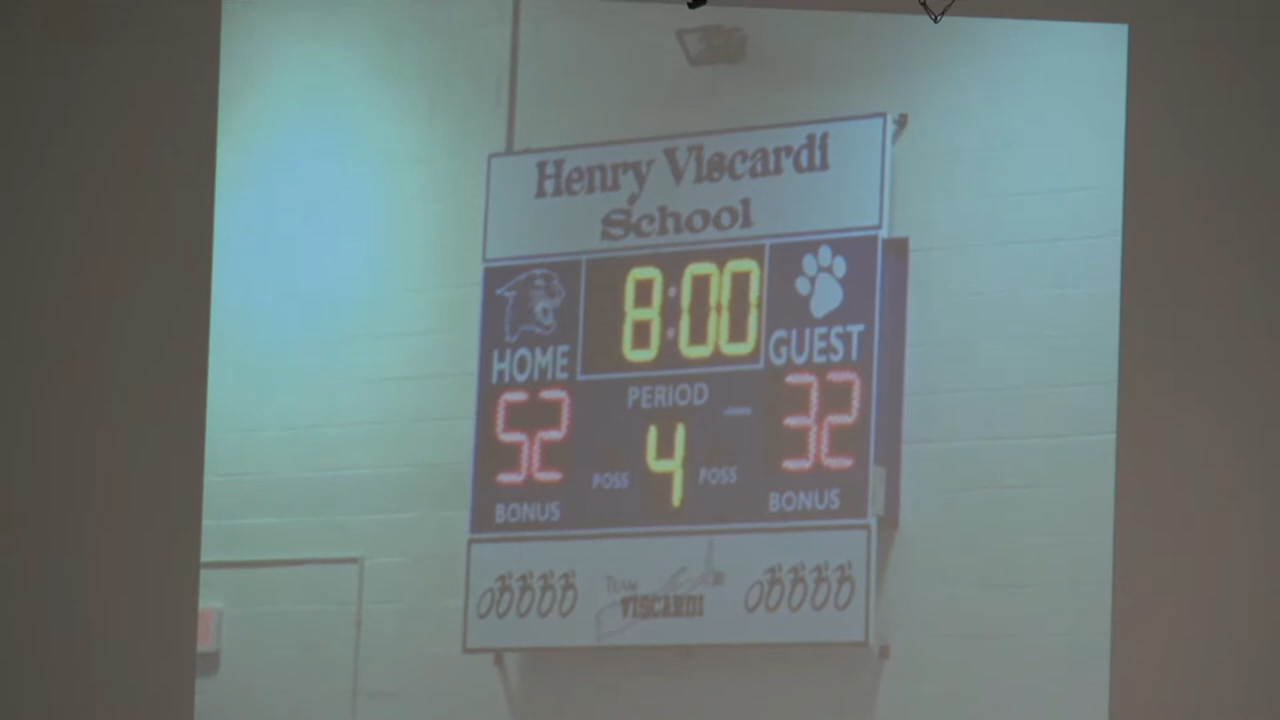 Henry Viscardi
School
8:00
HOME
GUEST
52
PERIOD
32
4
POSS
POSS
BONUS
BONUS
TEAM
VISCARDI